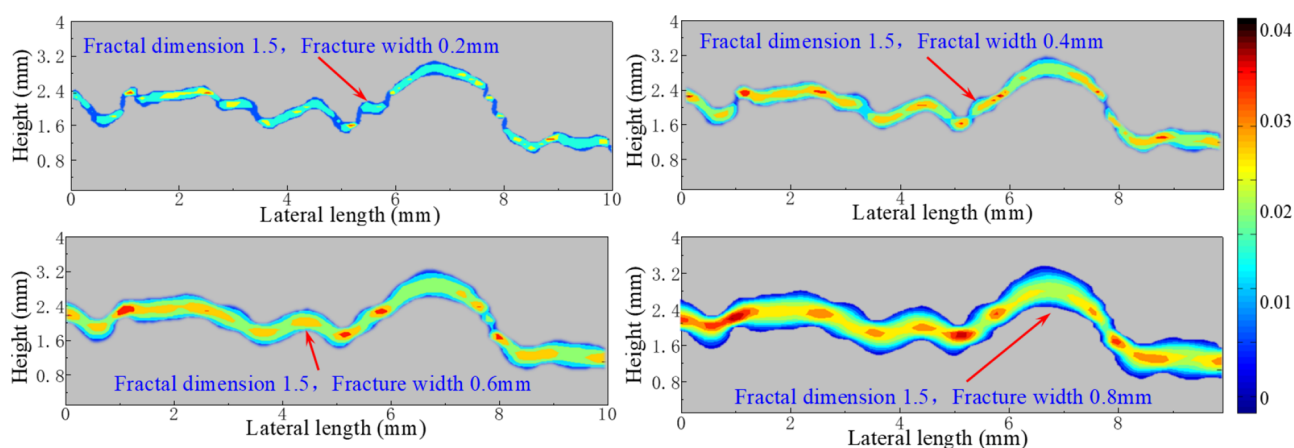 Fractal dimension 1.5，Fracture width 0.2mm
Height (mm)
4
3.2
2.4
1.6
0.8
0 2 4 6 8 10
Lateral length (mm)
Fractal dimension 1.5，Fractal width 0.4mm
Height (mm)
4
3.2
2.4
1.6
0.8
0 2 4 6 8
Lateral length (mm)
Fractal dimension 1.5，Fracture width 0.6mm
Height (mm)
4
3.2
2.4
1.6
0.8
0 2 4 6 8 10
Lateral length (mm)
Fractal dimension 1.5，Fracture width 0.8mm
Height (mm)
4
3.2
2.4
1.6
0.8
0 2 4 6 8
Lateral length (mm)
0.04
0.03
0.02
0.01
0